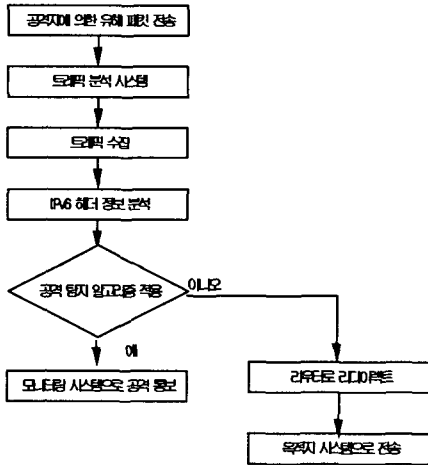 공격자에 의한 유해 패킷 전송
트래픽 분석 시스템
트래픽 수집
IPv6 헤더 정보 분석
공격 탐지 알고리즘 적용
아니오
예
모니터링 시스템으로 공격 통보
라우터로 리다이렉트
목적지 시스템으로 전송